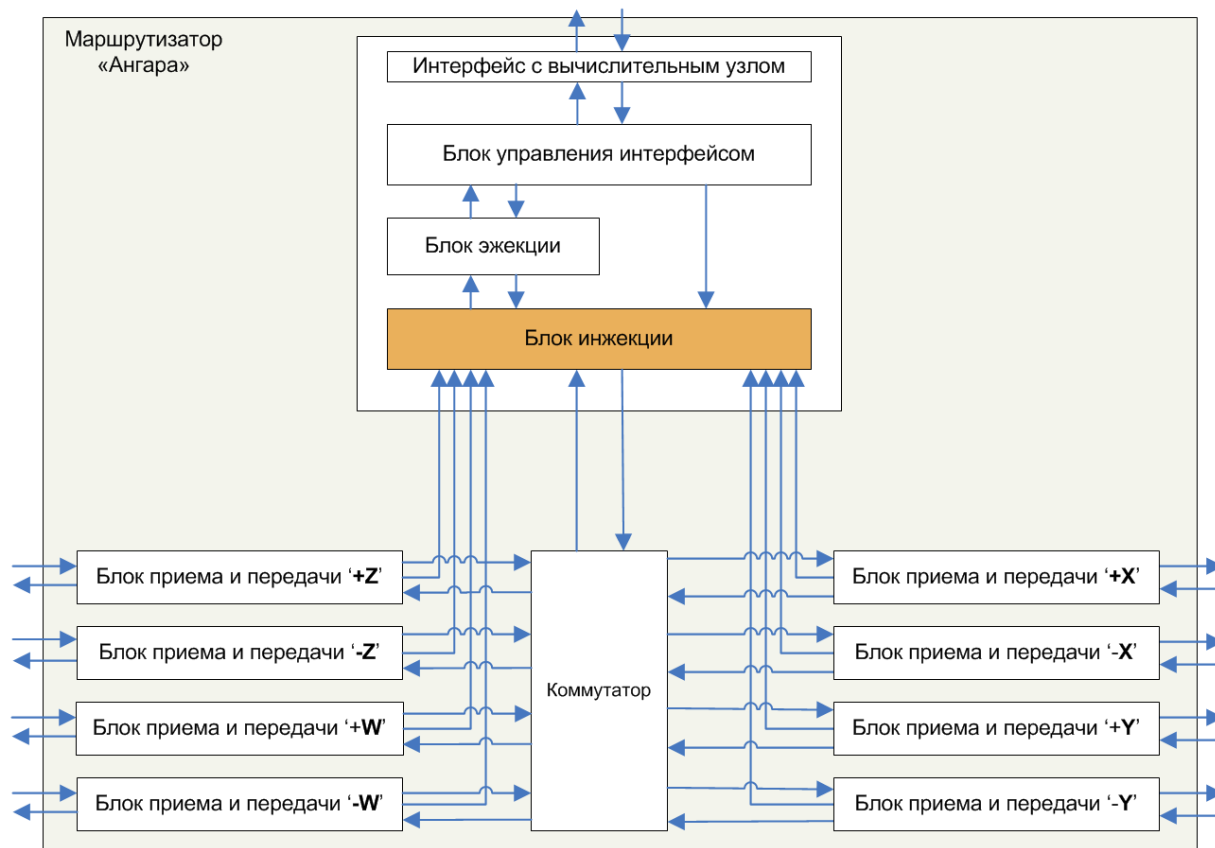 Маршрутизатор
«Ангара»
Интерфейс с вычислительным узлом
Блок управления интерфейсом
Блок эжекции
Блок инжекции
Блок приема и передачи ‘+Z’
Блок приема и передачи ‘-Z’
Блок приема и передачи ‘+W’
Блок приема и передачи ‘-W’
Коммутатор
Блок приема и передачи ‘+X’
Блок приема и передачи ‘-X’
Блок приема и передачи ‘+Y’
Блок приема и передачи ‘-Y’